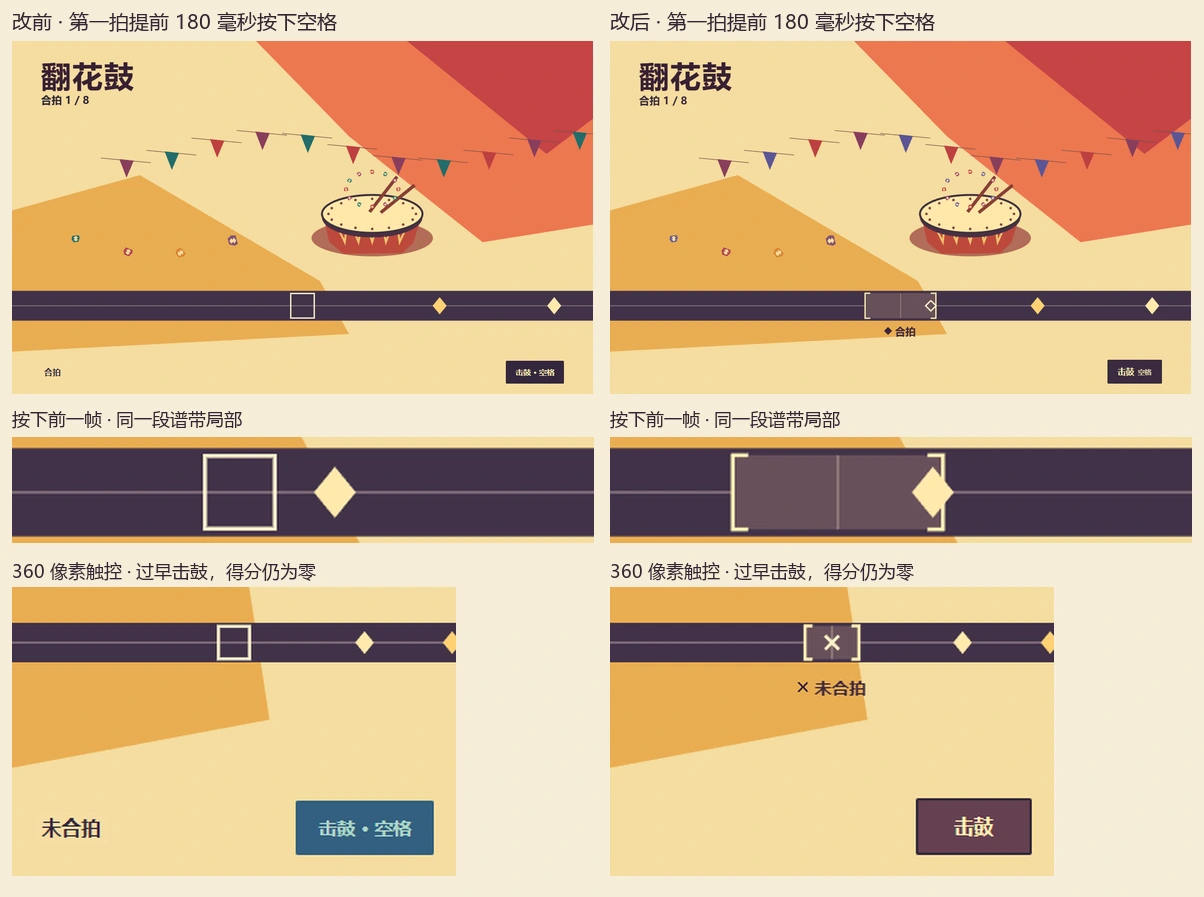 改前 · 第一拍提前 180 毫秒按下空格
翻花鼓
合拍 1 / 8
合拍
击鼓 · 空格
改后 · 第一拍提前 180 毫秒按下空格
翻花鼓
合拍 1 / 8
◆ 合拍
击鼓 空格
按下前一帧 · 同一段谱带局部
按下前一帧 · 同一段谱带局部
360 像素触控 · 过早击鼓，得分仍为零
未合拍
击鼓 · 空格
360 像素触控 · 过早击鼓，得分仍为零
× 未合拍
击鼓